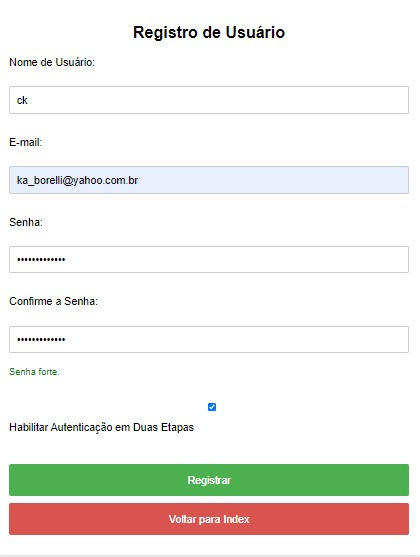 Registro de Usuário
Nome de Usuário:
ck
E-mail:
ka_borelli@yahoo.com.br
Senha:
•••••••••••••
Confirme a Senha:
•••••••••••••
Senha forte.
Habilitar Autenticação em Duas Etapas
Registrar
Voltar para Index